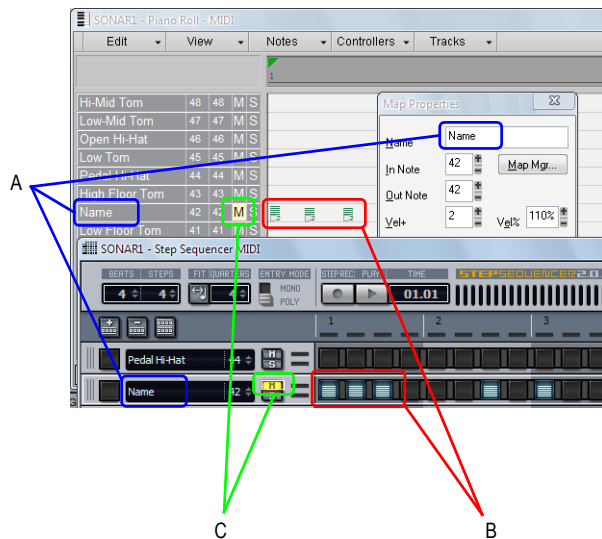 SONAR1 - Piano Roll - MIDI
Edit View Notes Controllers Tracks
1
Hi-Mid Tom 48 48 M S
Low-Mid Tom 47 47 M S
Open Hi-Hat 46 46 M S
Low Tom 45 45 M S
Pedal Hi-Hat 44 44 M S
High Floor Tom 43 43 M S
Name 42 42 M S
Low Floor Tom 41 41 M S
Map Properties
Name Name
In Note 42 Map Mgr...
Out Note 42
Vel+ 2 Vel% 110%
A
SONAR1 - Step Sequencer MIDI
BEATS STEPS FIT QUARTERS ENTRY MODE STEP REC PLAY TIME STEPSEQUENCER2.0
4 4 4 MONO POLY 01.01
1 2 3
Pedal Hi-Hat 44 M S
Name 42 M
C B